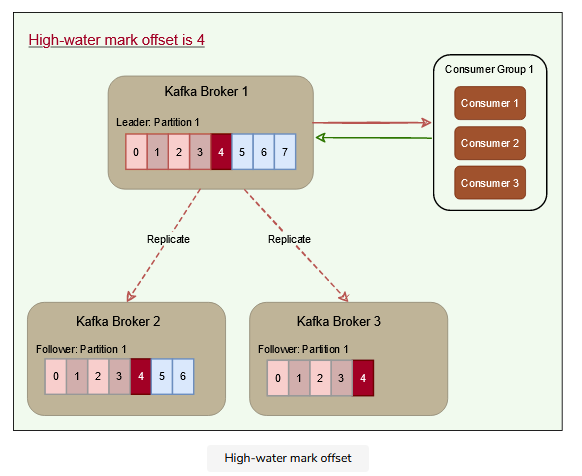 High-water mark offset is 4
Kafka Broker 1
Leader: Partition 1
0 1 2 3 4 5 6 7
Consumer Group 1
Consumer 1
Consumer 2
Consumer 3
Replicate
Replicate
Kafka Broker 2
Follower: Partition 1
0 1 2 3 4 5 6
Kafka Broker 3
Follower: Partition 1
0 1 2 3 4
High-water mark offset